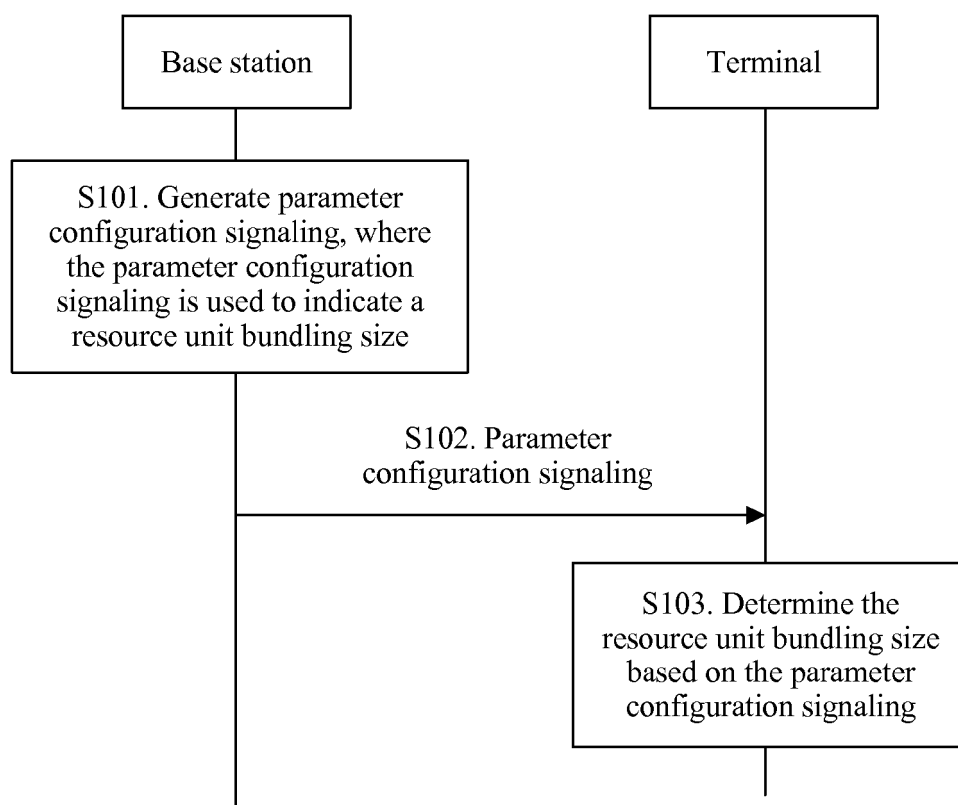 Base station
Terminal
S101. Generate parameter
configuration signaling, where
the parameter configuration
signaling is used to indicate a
resource unit bundling size
S102. Parameter
configuration signaling
S103. Determine the
resource unit bundling size
based on the parameter
configuration signaling